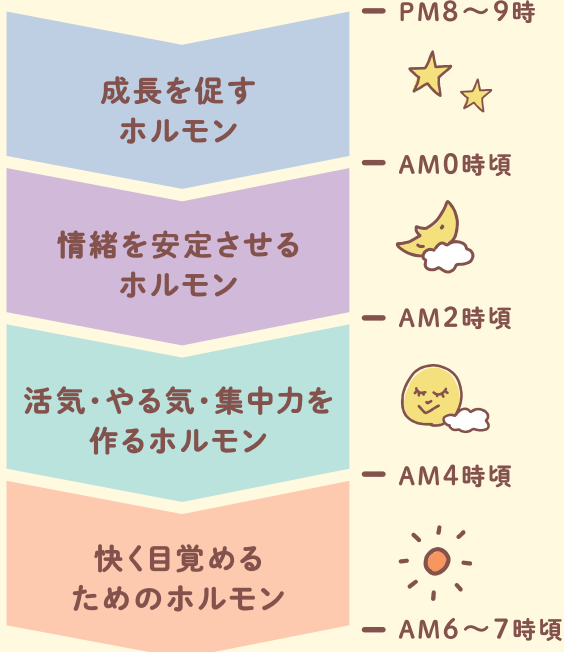 PM8〜9時
成長を促す
ホルモン
AM0時頃
情緒を安定させる
ホルモン
AM2時頃
活気・やる気・集中力を
作るホルモン
AM4時頃
快く目覚める
ためのホルモン
AM6〜7時頃